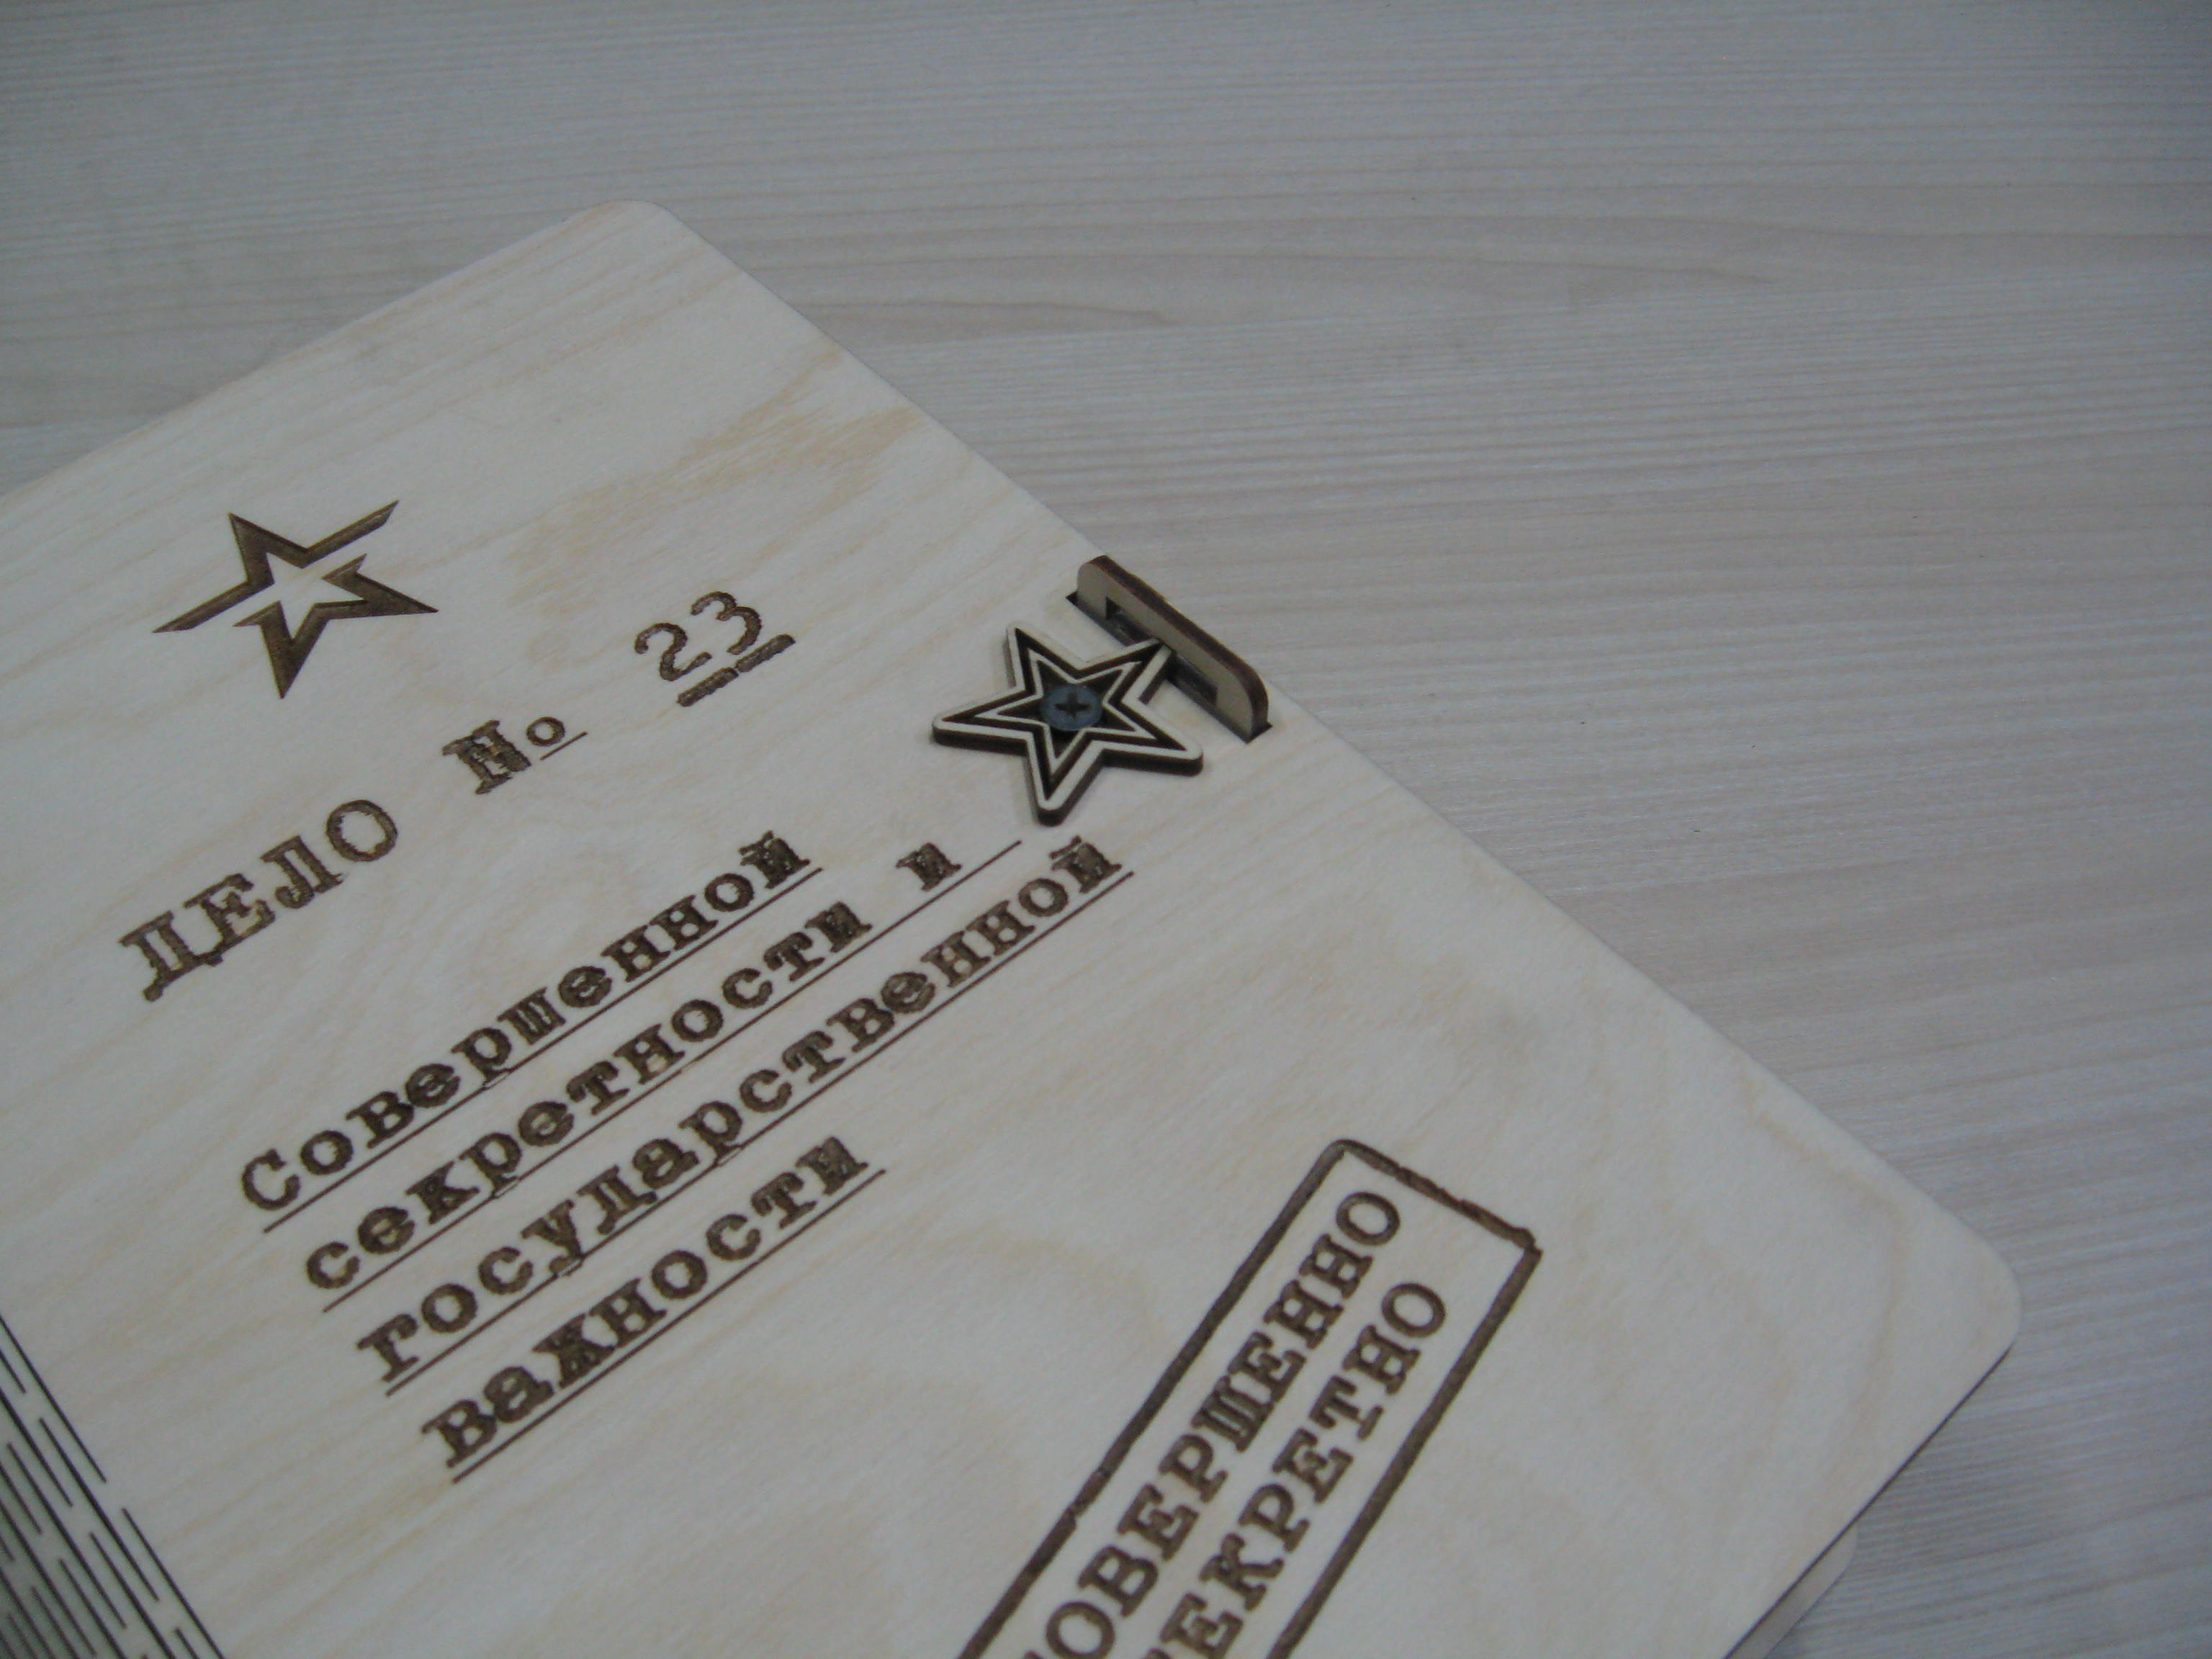 ДЕЛО № 23
Совершенной
секретности и
государственной
важности
СОВЕРШЕННО
СЕКРЕТНО